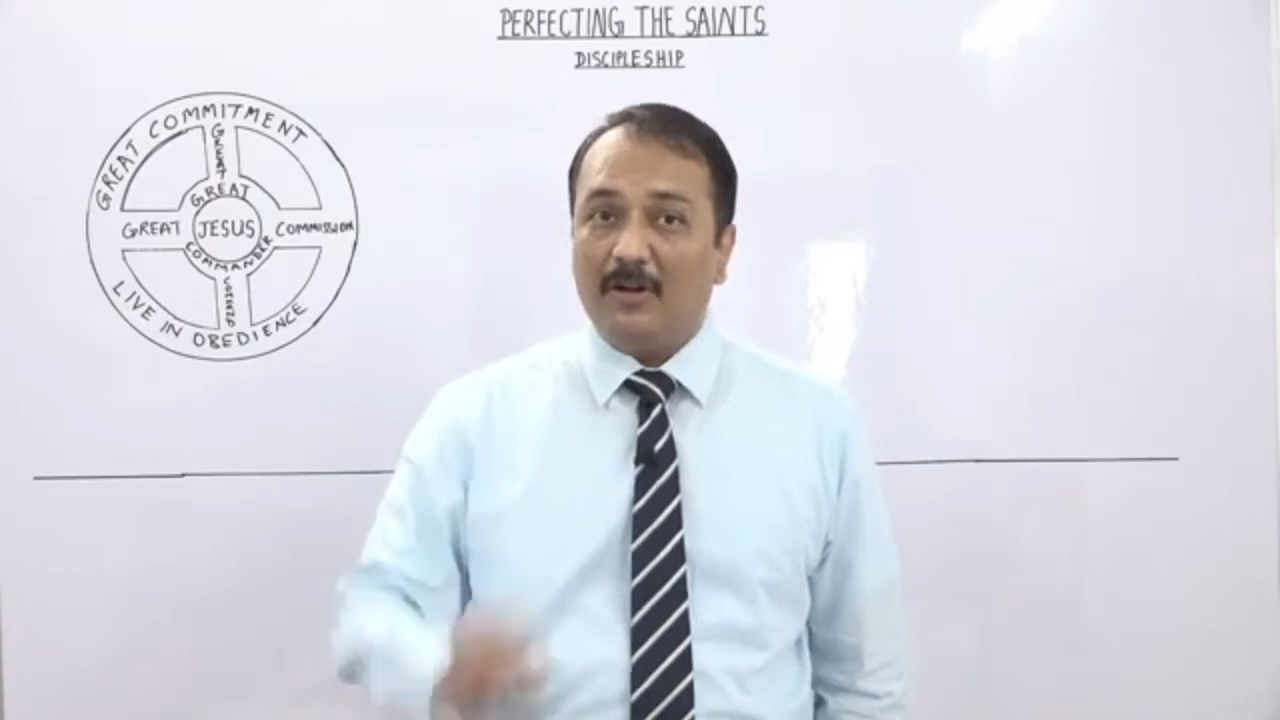 PERFECTING THE SAINTS
DISCIPLESHIP
GREAT COMMITMENT
GREAT
GREAT
GREAT
JESUS
COMMISSION
COMMANDER
LIVE IN OBEDIENCE